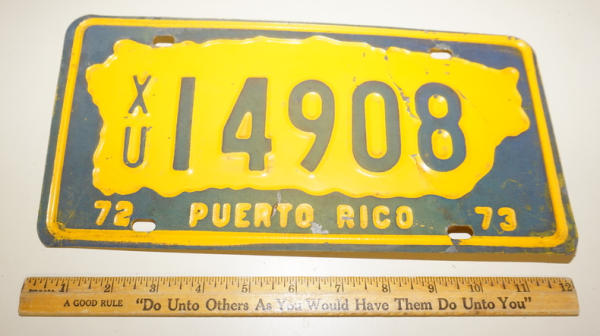 XU 14908
72 PUERTO RICO 73
1 2 3 4 5 6 7 8 9 10 11 12
A GOOD RULE "Do Unto Others As You Would Have Them Do Unto You"